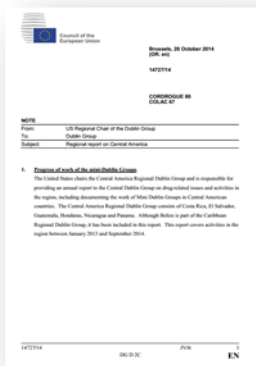 Council of the
European Union
Brussels, 28 October 2014
(OR. en)
14727/14
CORDROGUE 80
COLAC 67
NOTE
From: US Regional Chair of the Dublin Group
To: Dublin Group
Subject: Regional report on Central America
1. Progress of work of the mini-Dublin Groups
The United States chairs the Central America Regional Dublin Group and is responsible for
providing an annual report to the Central Dublin Group on drug-related issues and activities in
the region, including documenting the work of Mini Dublin Groups in Central American
countries. The Central America Regional Dublin Group consists of Costa Rica, El Salvador,
Guatemala, Honduras, Nicaragua and Panama. Although Belize is part of the Caribbean
Regional Dublin Group, it has been included in this report. This report covers activities in the
region between January 2013 and September 2014.
14727/14 1
DG D 2C EN